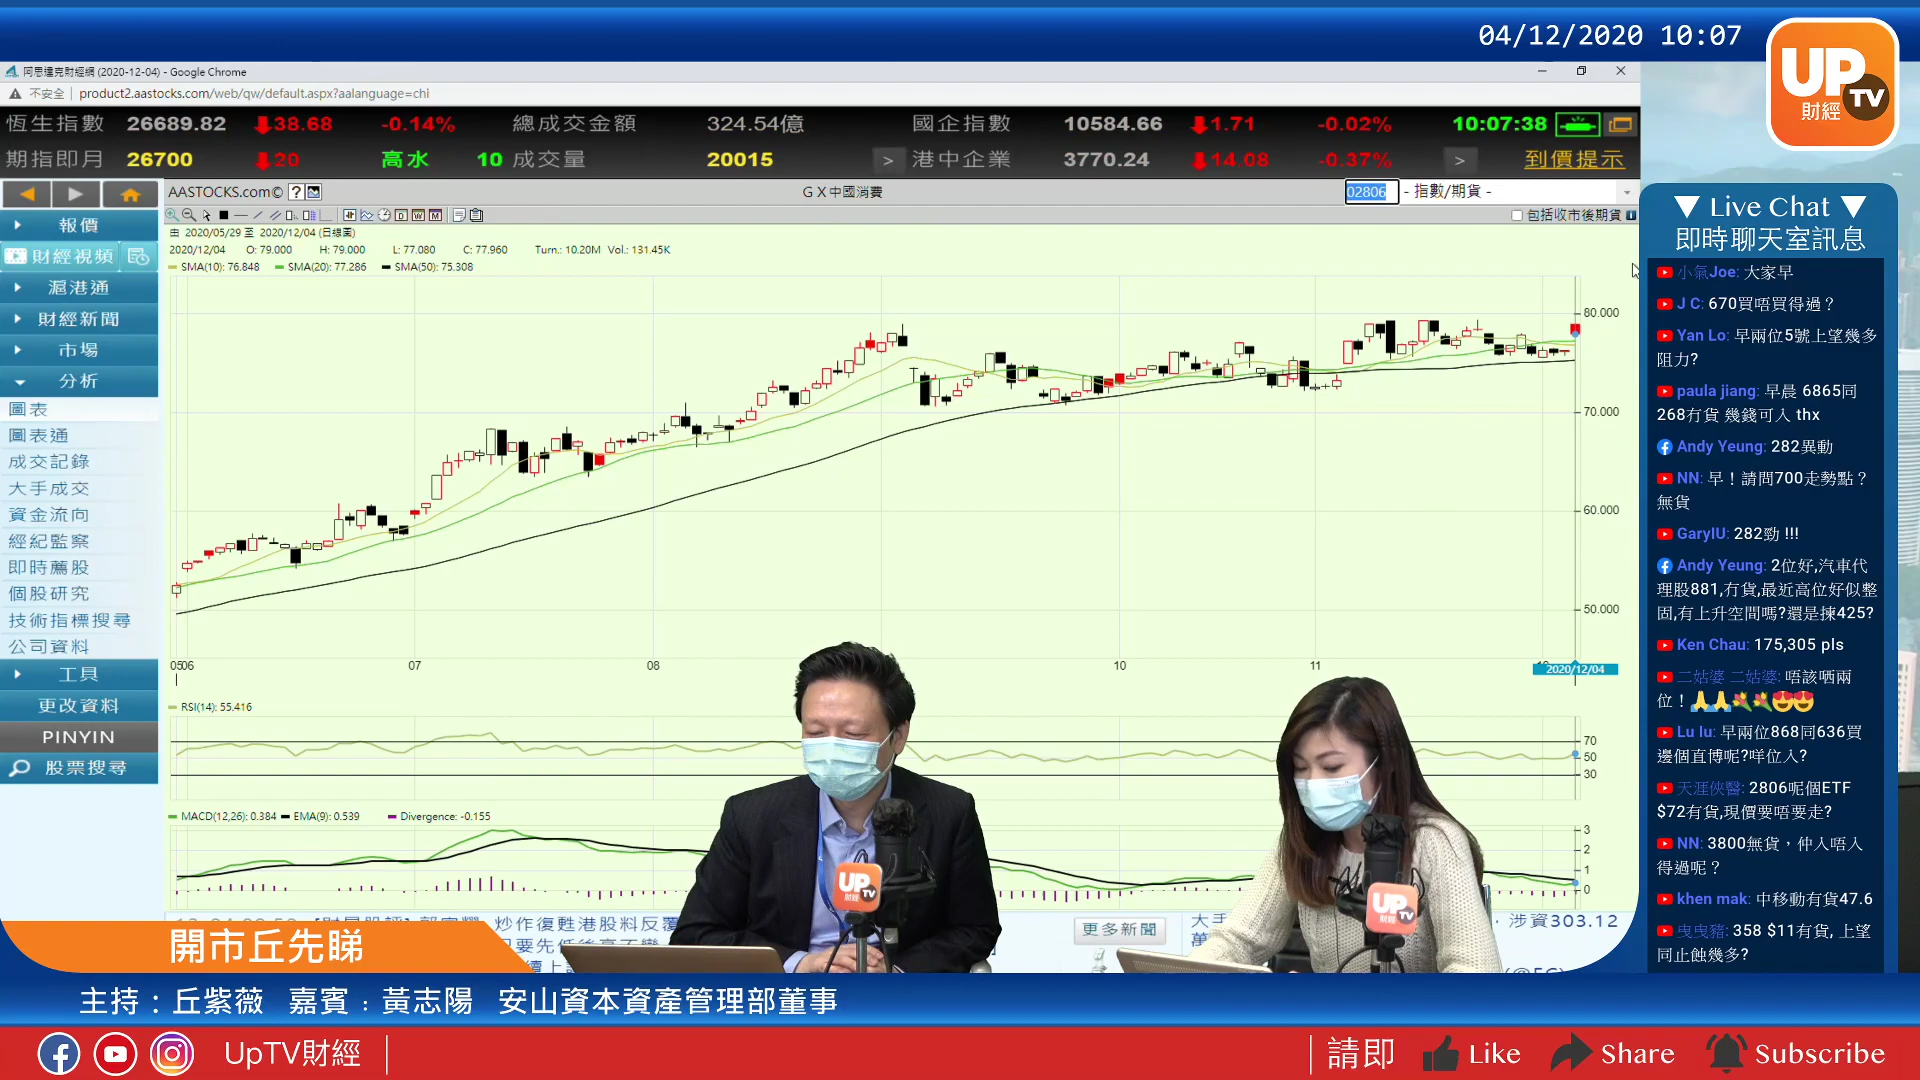 04/12/2020 10:07
UP TV 財經
阿思達克財經網 (2020-12-04) - Google Chrome
不安全 | product2.aastocks.com/web/qw/default.aspx?aalanguage=chi
恆生指數 26689.82 38.68 -0.14% 總成交金額 324.54億 國企指數 10584.66 1.71 -0.02% 10:07:38
期指即月 26700 20 高水 10 成交量 20015 > 港中企業 3770.24 14.08 -0.37% > 到價提示
AASTOCKS.com© ? G X 中國消費 02806 - 指數/期貨 -
包括收市後期貨
由 2020/05/29 至 2020/12/04 (日線圖)
2020/12/04 O: 79.000 H: 79.000 L: 77.080 C: 77.960 Turn.: 10.20M Vol.: 131.45K
SMA(10): 76.848 SMA(20): 77.286 SMA(50): 75.308
報價
財經視頻
滬港通
財經新聞
市場
分析
圖表
圖表通
成交記錄
大手成交
資金流向
經紀監察
即時薦股
個股研究
技術指標搜尋
公司資料
工具
更改資料
PINYIN
股票搜尋
80.000
70.000
60.000
50.000
0506 07 08 10 11
2020/12/04
RSI(14): 55.416
70
50
30
MACD(12,26): 0.384 EMA(9): 0.539 Divergence: -0.155
3
2
1
0
炒作復甦港股料反覆
更多新聞
大手
涉資303.12
萬
▼ Live Chat ▼
即時聊天室訊息
小氣Joe: 大家早
J C: 670買唔買得過？
Yan Lo: 早兩位5號上望幾多
阻力?
paula jiang: 早晨 6865同
268冇貨 幾錢可入 thx
Andy Yeung: 282異動
NN: 早！請問700走勢點？
無貨
GaryIU: 282勁 !!!
Andy Yeung: 2位好,汽車代
理股881,冇貨,最近高位好似整
固,有上升空間嗎?還是揀425?
Ken Chau: 175,305 pls
二姑婆 二姑婆: 唔該晒兩
位！🙏🙏💐💐😍😍
Lu lu: 早兩位868同636買
邊個直博呢?咩位入?
天涯俠醫: 2806呢個ETF
$72有貨,現價要唔要走?
NN: 3800無貨，仲入唔入
得過呢？
khen mak: 中移動有貨47.6
曳曳豬: 358 $11有貨, 上望
同止蝕幾多?
UP TV 財經
UP TV 財經
開市丘先睇
主持：丘紫薇 嘉賓：黃志陽 安山資本資產管理部董事
UpTV財經
請即 Like Share Subscribe